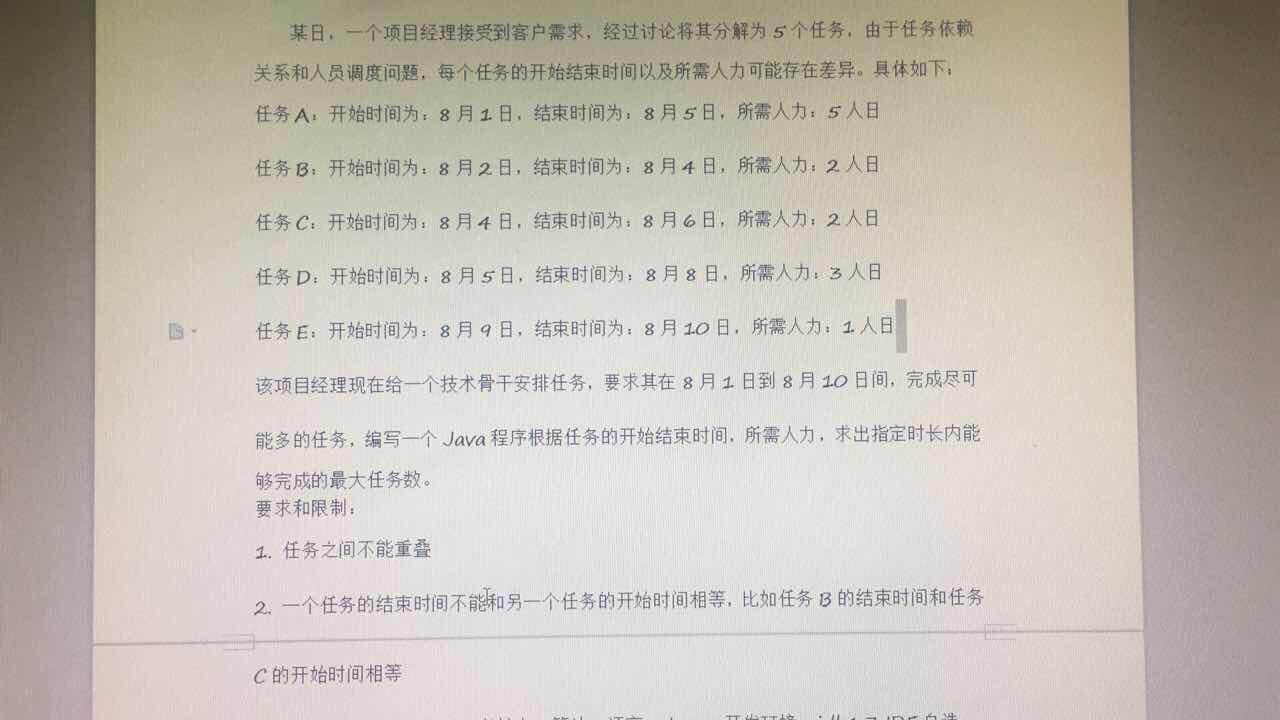 某日，一个项目经理接受到客户需求，经过讨论将其分解为 5 个任务，由于任务依赖
关系和人员调度问题，每个任务的开始结束时间以及所需人力可能存在差异。具体如下：
任务 A：开始时间为：8 月 1 日，结束时间为：8 月 5 日，所需人力：5 人日
任务 B：开始时间为：8 月 2 日，结束时间为：8 月 4 日，所需人力：2 人日
任务 C：开始时间为：8 月 4 日，结束时间为：8 月 6 日，所需人力：2 人日
任务 D：开始时间为：8 月 5 日，结束时间为：8 月 8 日，所需人力：3 人日
任务 E：开始时间为：8 月 9 日，结束时间为：8 月 10 日，所需人力：1 人日
该项目经理现在给一个技术骨干安排任务，要求其在 8 月 1 日到 8 月 10 日间，完成尽可
能多的任务，编写一个 Java 程序根据任务的开始结束时间，所需人力，求出指定时长内能
够完成的最大任务数。
要求和限制：
1. 任务之间不能重叠
2. 一个任务的结束时间不能和另一个任务的开始时间相等，比如任务 B 的结束时间和任务
C 的开始时间相等